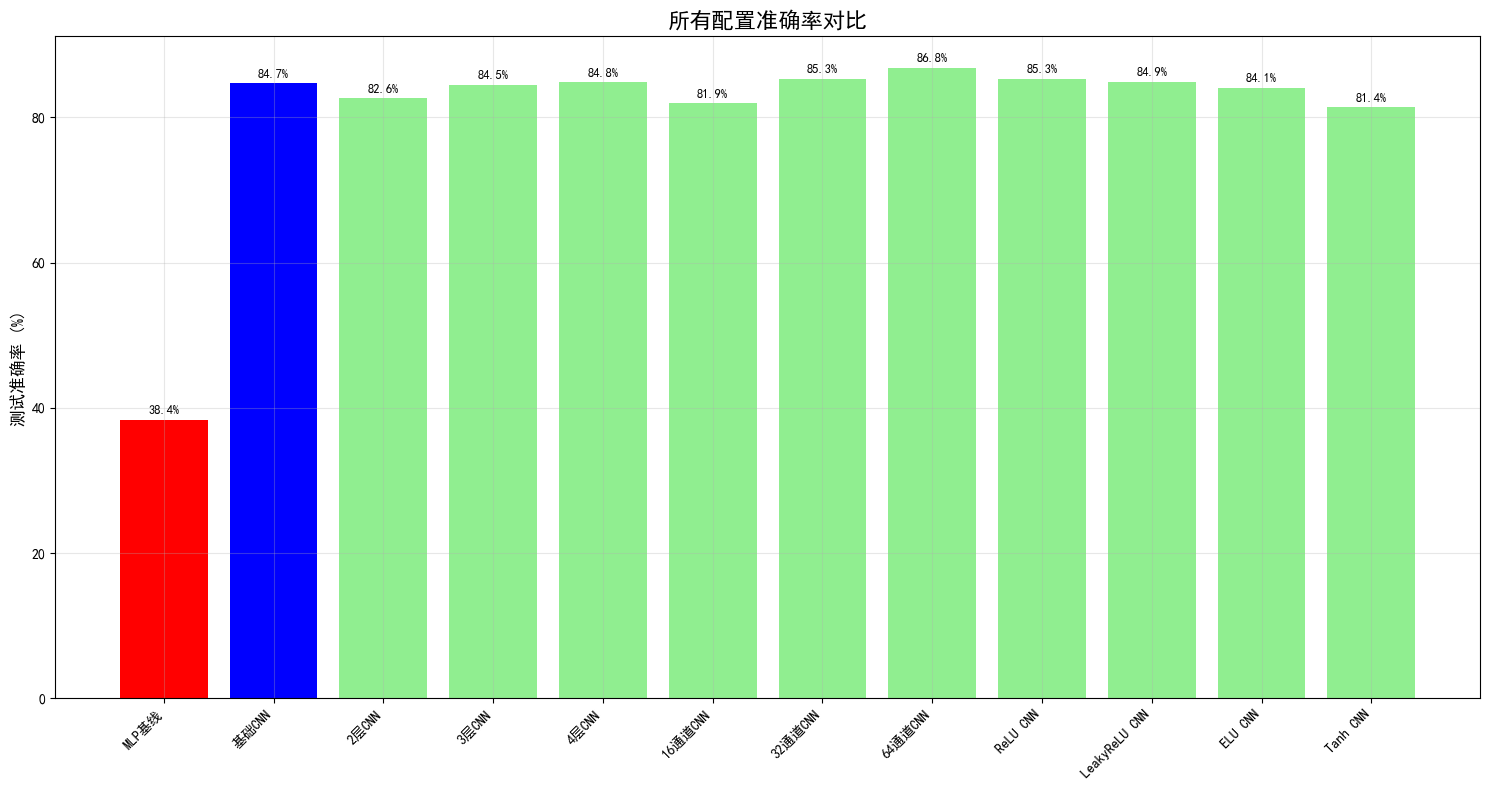 所有配置准确率对比
测试准确率 (%)
80
60
40
20
0
38.4%
84.7%
82.6%
84.5%
84.8%
81.9%
85.3%
86.8%
85.3%
84.9%
84.1%
81.4%
MLP基线
基础CNN
2层CNN
3层CNN
4层CNN
16通道CNN
32通道CNN
64通道CNN
ReLU CNN
LeakyReLU CNN
ELU CNN
Tanh CNN